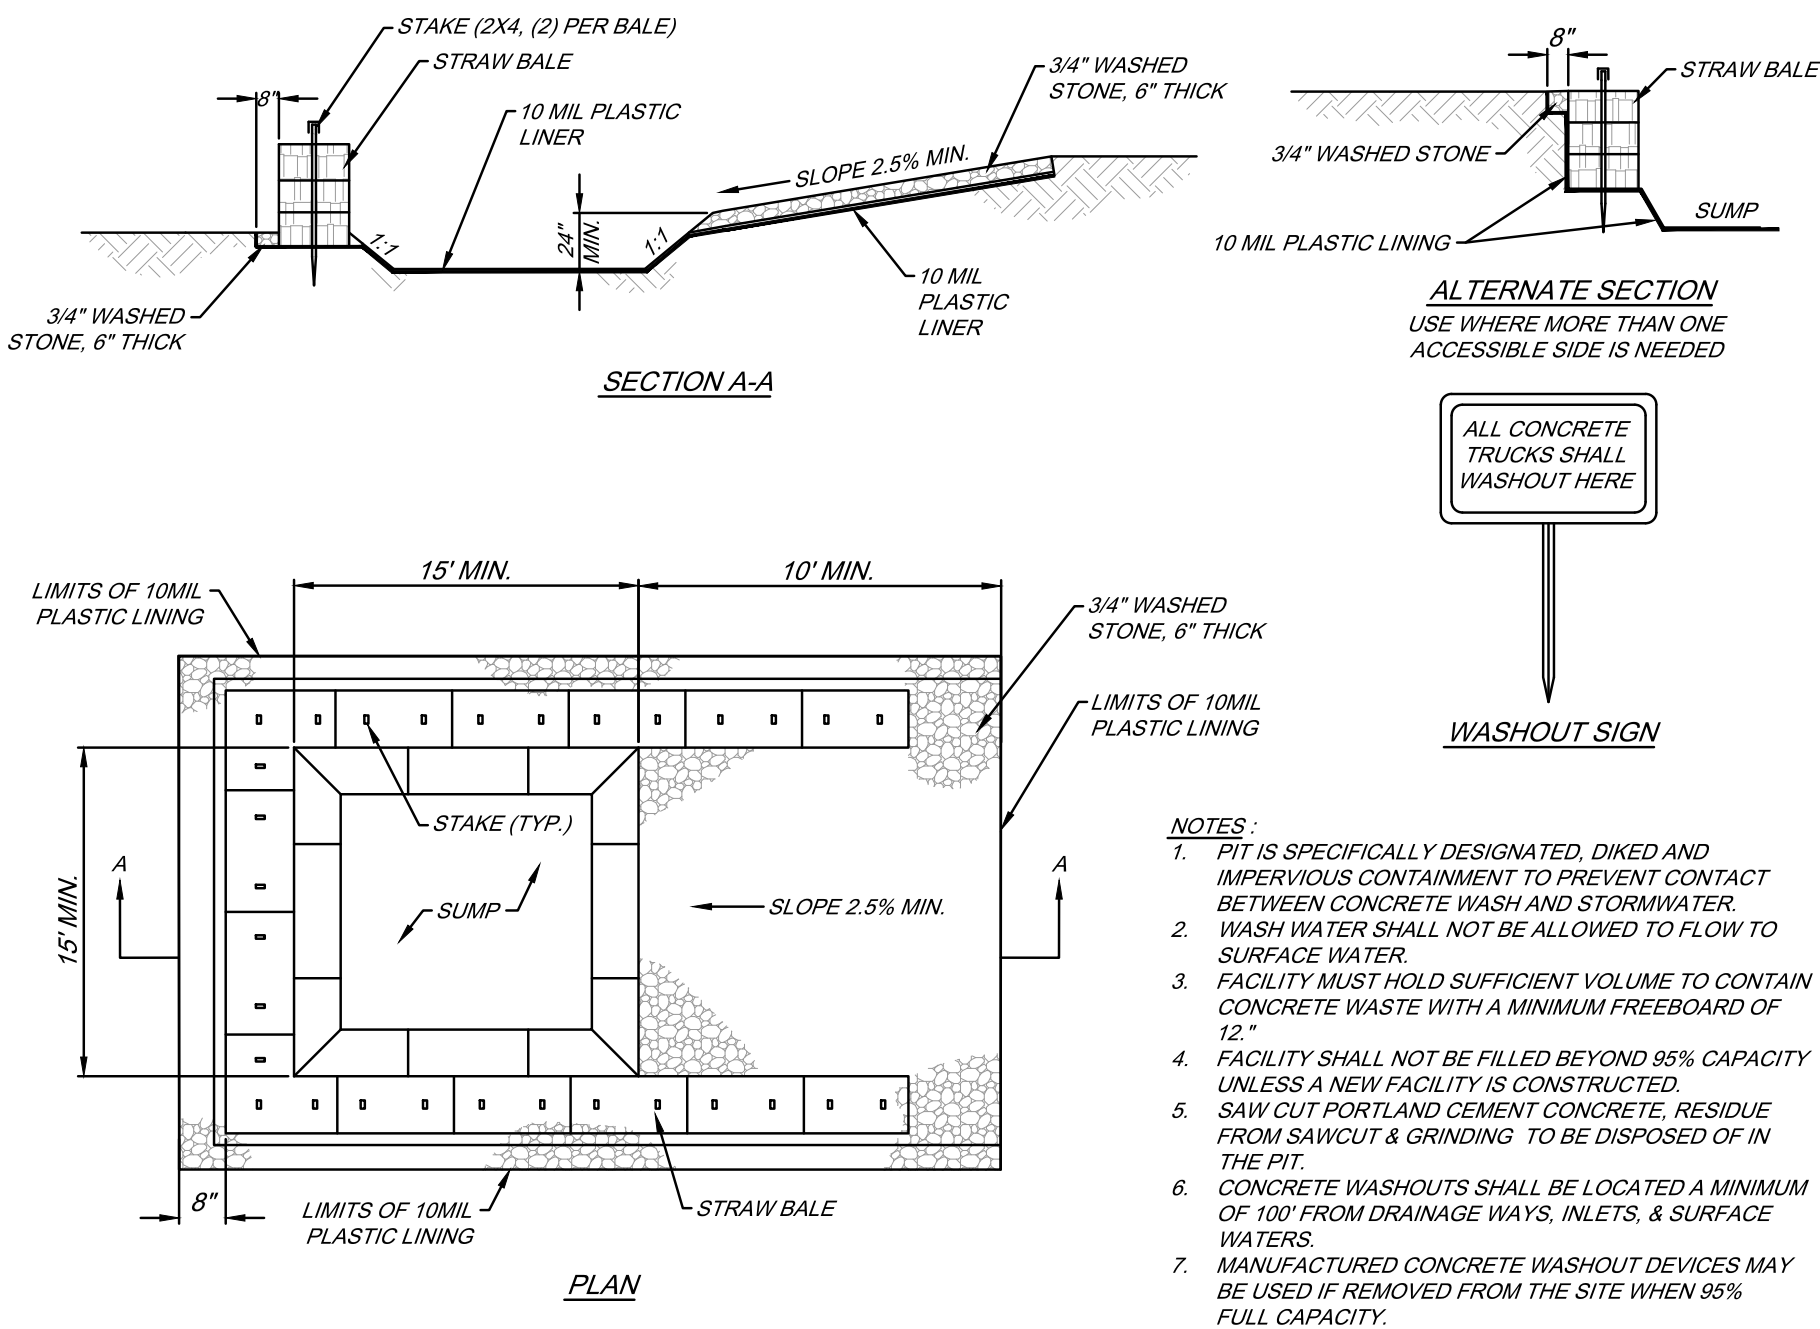 STAKE (2X4, (2) PER BALE)
STRAW BALE
8"
10 MIL PLASTIC
LINER
3/4" WASHED
STONE, 6" THICK
SLOPE 2.5% MIN.
1:1
24"
MIN.
1:1
10 MIL
PLASTIC
LINER
3/4" WASHED
STONE, 6" THICK
SECTION A-A
8"
STRAW BALE
3/4" WASHED STONE
SUMP
10 MIL PLASTIC LINING
ALTERNATE SECTION
USE WHERE MORE THAN ONE
ACCESSIBLE SIDE IS NEEDED
ALL CONCRETE
TRUCKS SHALL
WASHOUT HERE
WASHOUT SIGN
15' MIN.
10' MIN.
LIMITS OF 10MIL
PLASTIC LINING
3/4" WASHED
STONE, 6" THICK
LIMITS OF 10MIL
PLASTIC LINING
STAKE (TYP.)
A
A
15' MIN.
SUMP
SLOPE 2.5% MIN.
8"
LIMITS OF 10MIL
PLASTIC LINING
STRAW BALE
PLAN
NOTES :
1. PIT IS SPECIFICALLY DESIGNATED, DIKED AND
IMPERVIOUS CONTAINMENT TO PREVENT CONTACT
BETWEEN CONCRETE WASH AND STORMWATER.
2. WASH WATER SHALL NOT BE ALLOWED TO FLOW TO
SURFACE WATER.
3. FACILITY MUST HOLD SUFFICIENT VOLUME TO CONTAIN
CONCRETE WASTE WITH A MINIMUM FREEBOARD OF
12."
4. FACILITY SHALL NOT BE FILLED BEYOND 95% CAPACITY
UNLESS A NEW FACILITY IS CONSTRUCTED.
5. SAW CUT PORTLAND CEMENT CONCRETE, RESIDUE
FROM SAWCUT & GRINDING TO BE DISPOSED OF IN
THE PIT.
6. CONCRETE WASHOUTS SHALL BE LOCATED A MINIMUM
OF 100' FROM DRAINAGE WAYS, INLETS, & SURFACE
WATERS.
7. MANUFACTURED CONCRETE WASHOUT DEVICES MAY
BE USED IF REMOVED FROM THE SITE WHEN 95%
FULL CAPACITY.